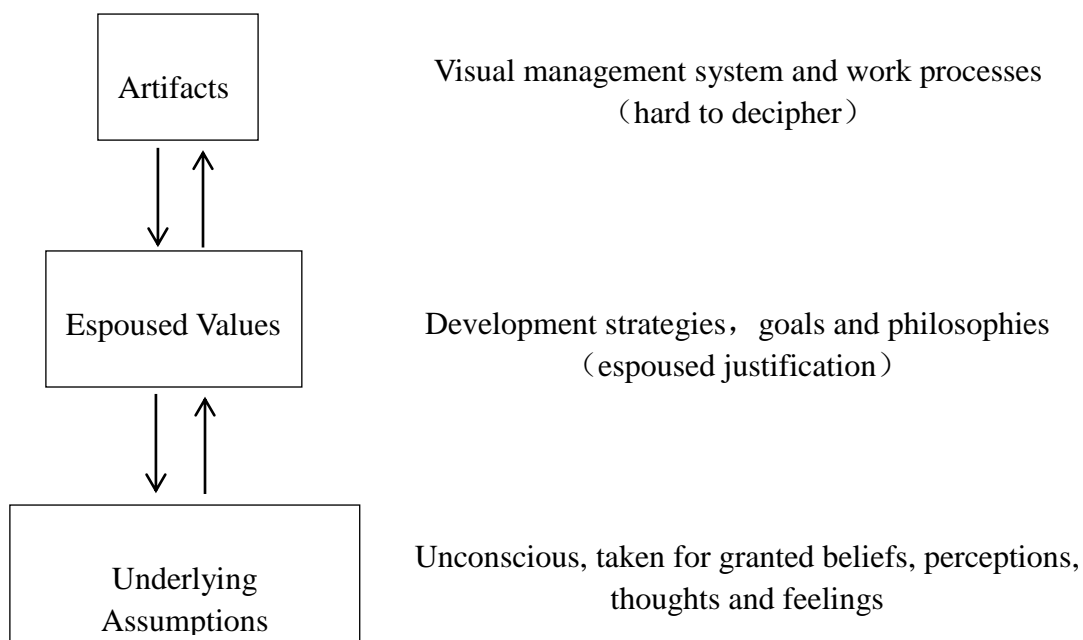 Artifacts
Visual management system and work processes
（hard to decipher）
Espoused Values
Development strategies，goals and philosophies
（espoused justification）
Underlying
Assumptions
Unconscious, taken for granted beliefs, perceptions,
thoughts and feelings